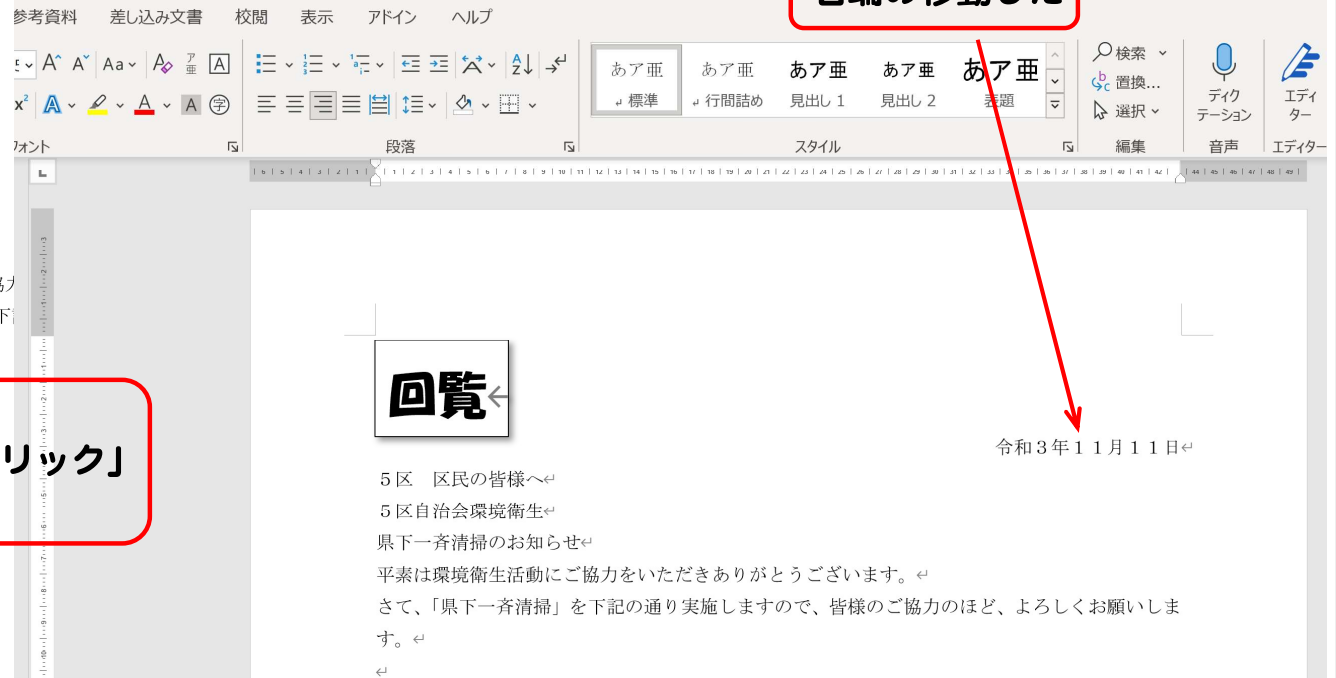 参考資料 差し込み文書 校閲 表示 アドイン ヘルプ
A^ Aˇ Aa ア亜 A
x² A A A 字
あア亜 あア亜 あア亜 あア亜 あア亜
↵標準 ↵行間詰め 見出し 1 見出し 2 表題
検索
置換...
選択
ディク
テーション
エディ
ター
段落 スタイル 編集 音声 エディター
回覧←
令和3年11月11日↵
リック」
5区　区民の皆様へ↵
5区自治会環境衛生↵
県下一斉清掃のお知らせ↵
平素は環境衛生活動にご協力をいただきありがとうございます。↵
さて、「県下一斉清掃」を下記の通り実施しますので、皆様のご協力のほど、よろしくお願いしま
す。↵
↵